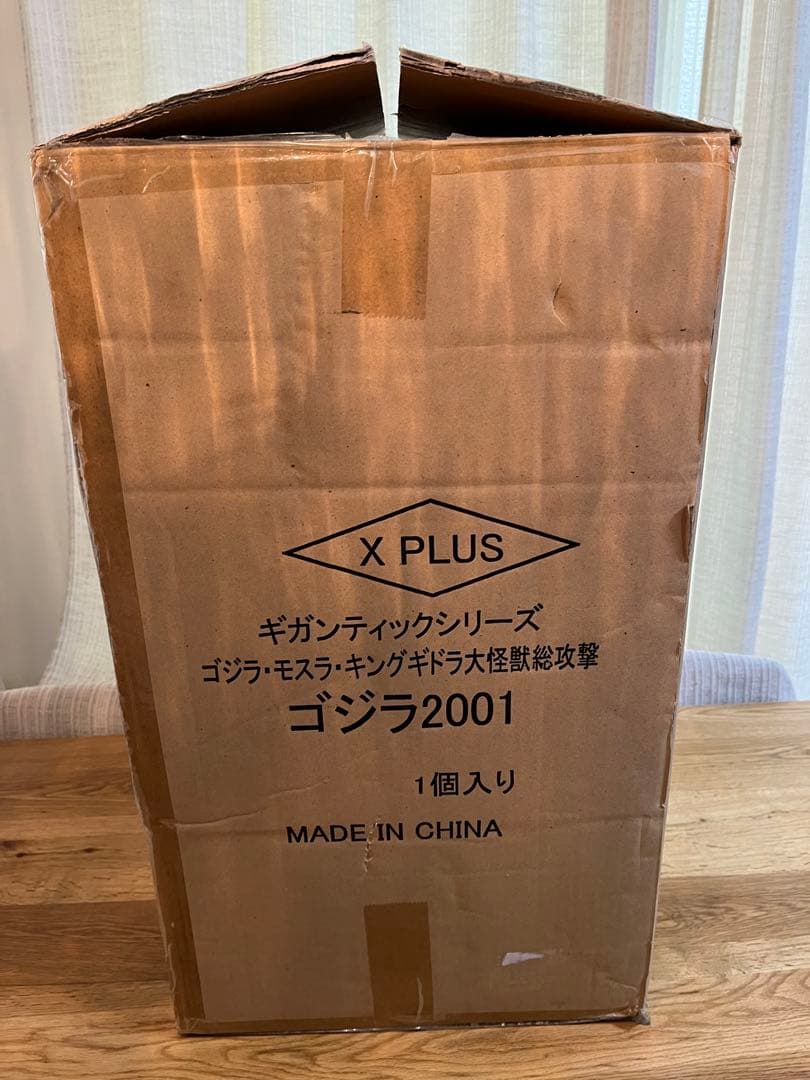 X PLUS
ギガンティックシリーズ
ゴジラ・モスラ・キングギドラ大怪獣総攻撃
ゴジラ2001
1個入り
MADE IN CHINA